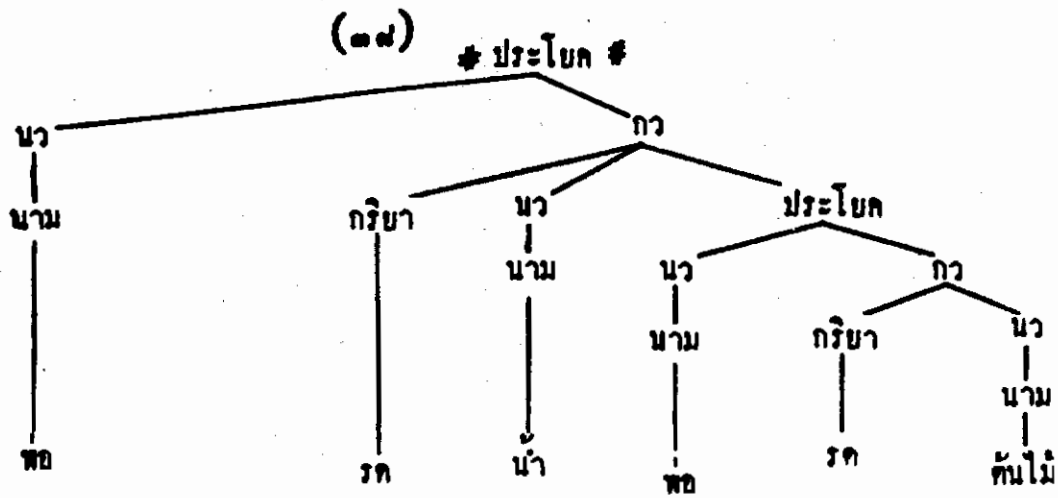 (๓๙)
# ประโยค #
นว กว
นาม กริยา นว ประโยค
นาม นว กว
นาม กริยา นว
นาม
พ่อ รด น้ำ พ่อ รด ต้นไม้